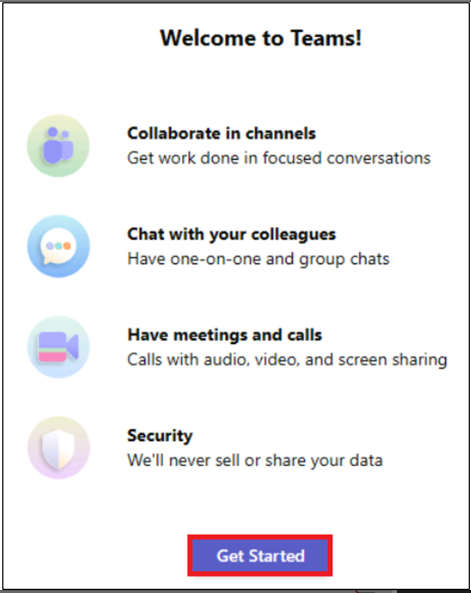 Welcome to Teams!
Collaborate in channels
Get work done in focused conversations
Chat with your colleagues
Have one-on-one and group chats
Have meetings and calls
Calls with audio, video, and screen sharing
Security
We'll never sell or share your data
Get Started